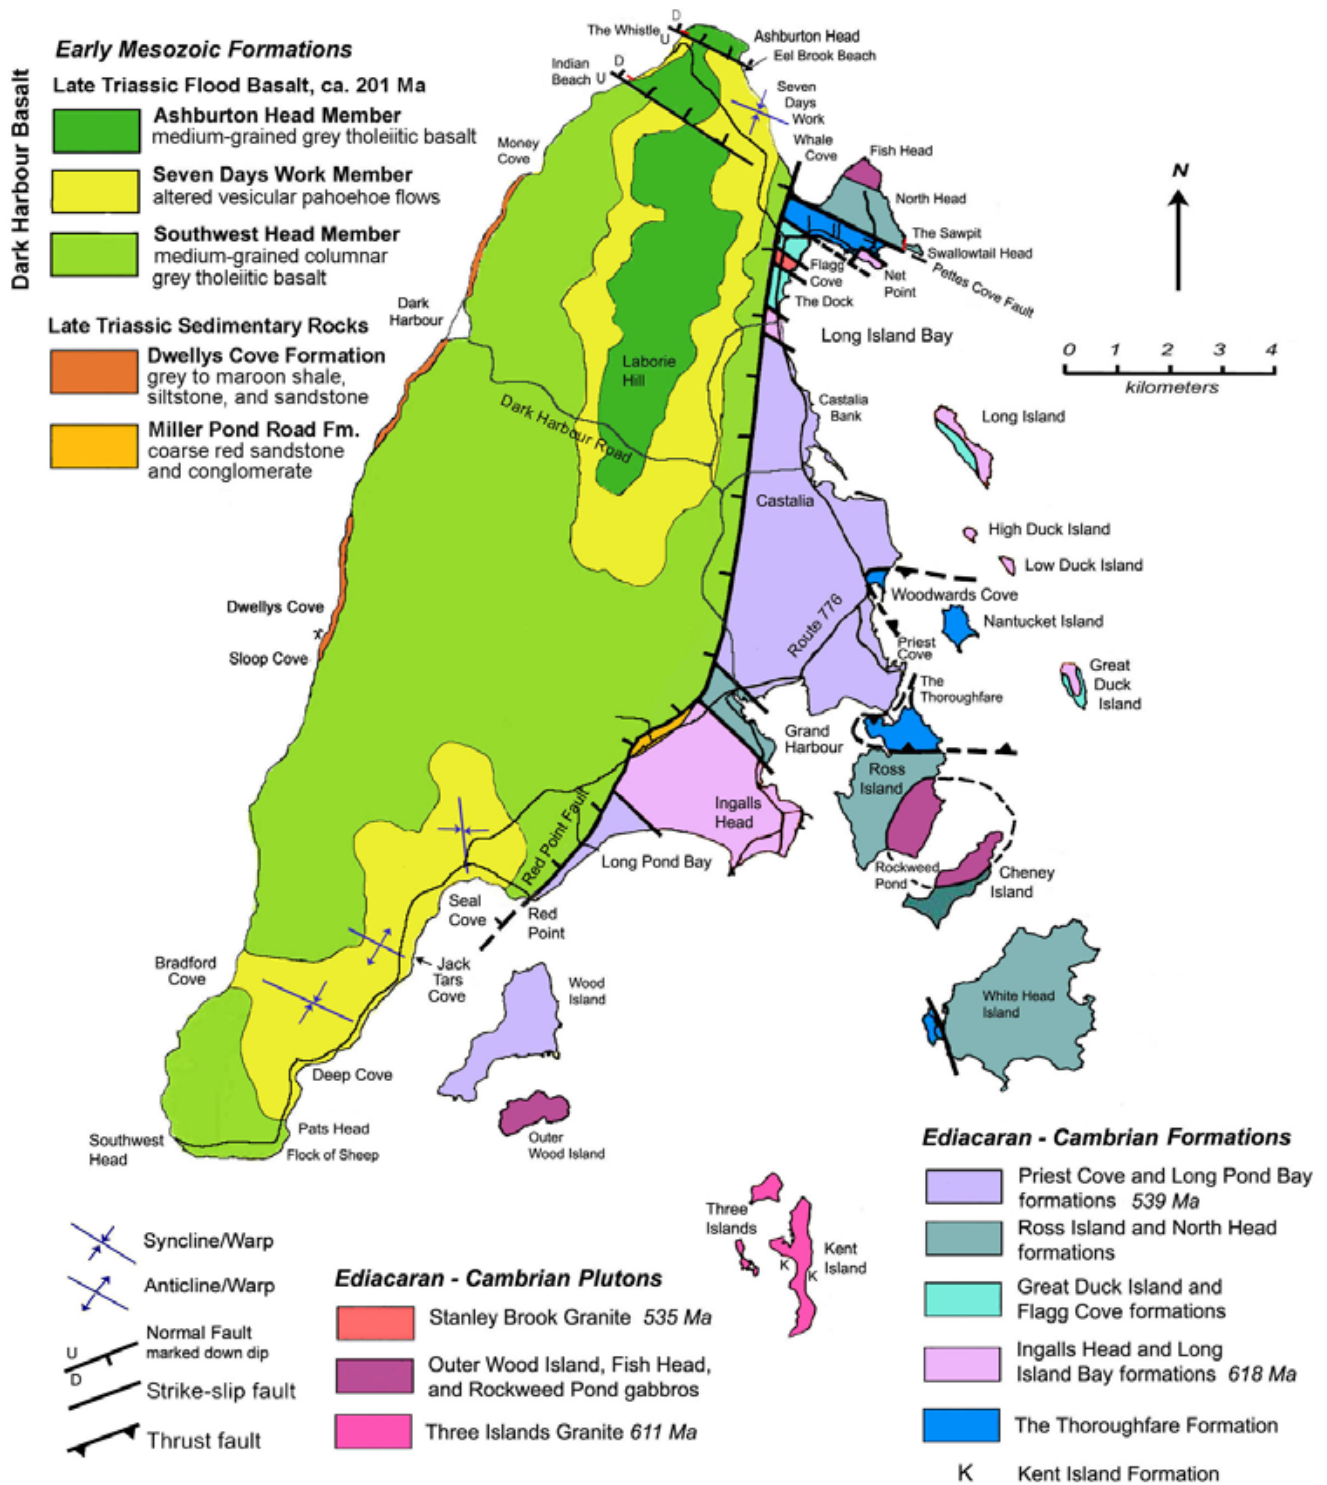 Early Mesozoic Formations
Dark Harbour Basalt
Late Triassic Flood Basalt, ca. 201 Ma
Ashburton Head Member
medium-grained grey tholeiitic basalt
Seven Days Work Member
altered vesicular pahoehoe flows
Southwest Head Member
medium-grained columnar
grey tholeiitic basalt
Late Triassic Sedimentary Rocks
Dwellys Cove Formation
grey to maroon shale,
siltstone, and sandstone
Miller Pond Road Fm.
coarse red sandstone
and conglomerate
D
The Whistle
U
Ashburton Head
Eel Brook Beach
Indian
Beach
D
U
Seven
Days
Work
Money
Cove
Whale
Cove
Fish Head
North Head
The Sawpit
Swallowtail Head
Pettes Cove Fault
Flagg
Cove
Net
Point
The Dock
Long Island Bay
N
0 1 2 3 4
kilometers
Dark
Harbour
Laborie
Hill
Dark Harbour Road
Castalia
Bank
Long Island
Castalia
High Duck Island
Low Duck Island
Woodwards Cove
Nantucket Island
Route 776
Priest
Cove
The
Thoroughfare
Great
Duck
Island
Dwellys Cove
Sloop Cove
Grand
Harbour
Ross
Island
Ingalls
Head
Red Point Fault
Long Pond Bay
Rockweed
Pond
Cheney
Island
Seal
Cove
Red
Point
Bradford
Cove
Jack
Tars
Cove
Wood
Island
White Head
Island
Deep Cove
Pats Head
Flock of Sheep
Southwest
Head
Outer
Wood Island
Three
Islands
Kent
Island
K
K
Syncline/Warp
Anticline/Warp
Normal Fault
marked down dip
U
D
Strike-slip fault
Thrust fault
Ediacaran - Cambrian Plutons
Stanley Brook Granite 535 Ma
Outer Wood Island, Fish Head,
and Rockweed Pond gabbros
Three Islands Granite 611 Ma
Ediacaran - Cambrian Formations
Priest Cove and Long Pond Bay
formations 539 Ma
Ross Island and North Head
formations
Great Duck Island and
Flagg Cove formations
Ingalls Head and Long
Island Bay formations 618 Ma
The Thoroughfare Formation
K Kent Island Formation